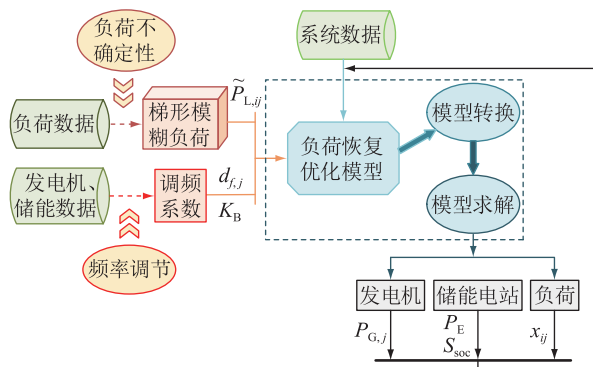 负荷不
确定性
系统数据
负荷数据
梯形模
糊负荷
P̃L,ij
负荷恢复
优化模型
模型转换
发电机、
储能数据
调频
系数
df,j
KB
模型求解
频率调节
发电机
储能电站
负荷
PG,j
PE
Ssoc
xij